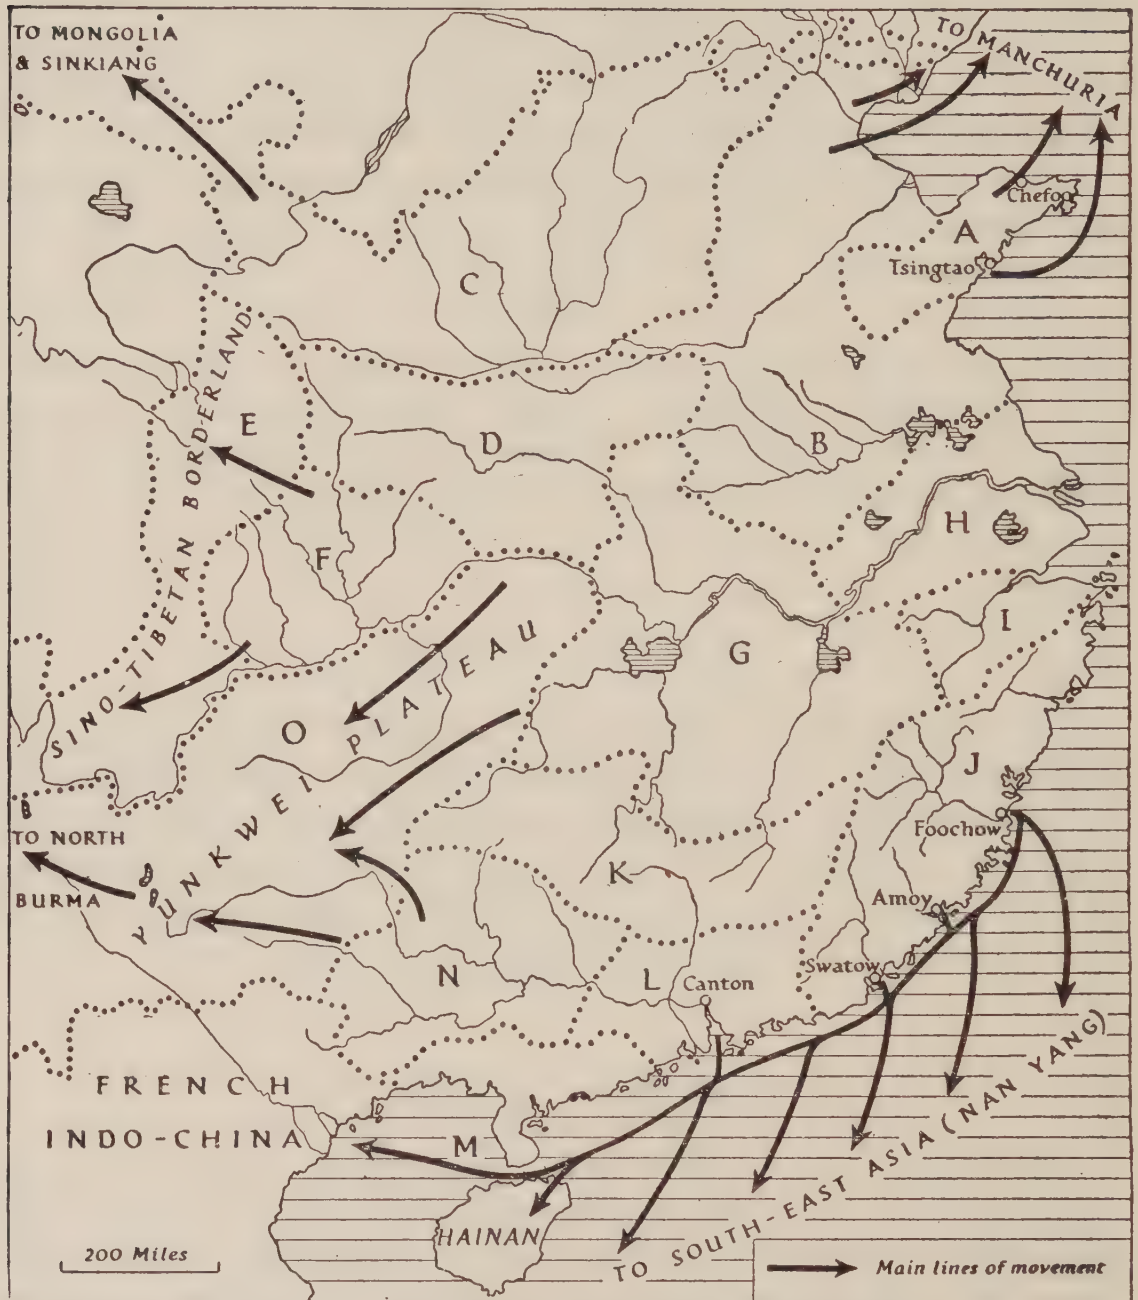 TO MONGOLIA
& SINKIANG
TO MANCHURIA
Chefoo
A
Tsingtao
C
SINO-TIBETAN BORDERLAND
E
D
B
H
F
I
G
YUNKWEI PLATEAU
O
J
Foochow
TO NORTH
BURMA
K
Amoy
Swatow
N
L
Canton
FRENCH
INDO-CHINA
M
HAINAN
TO SOUTH-EAST ASIA (NAN YANG)
200 Miles
Main lines of movement